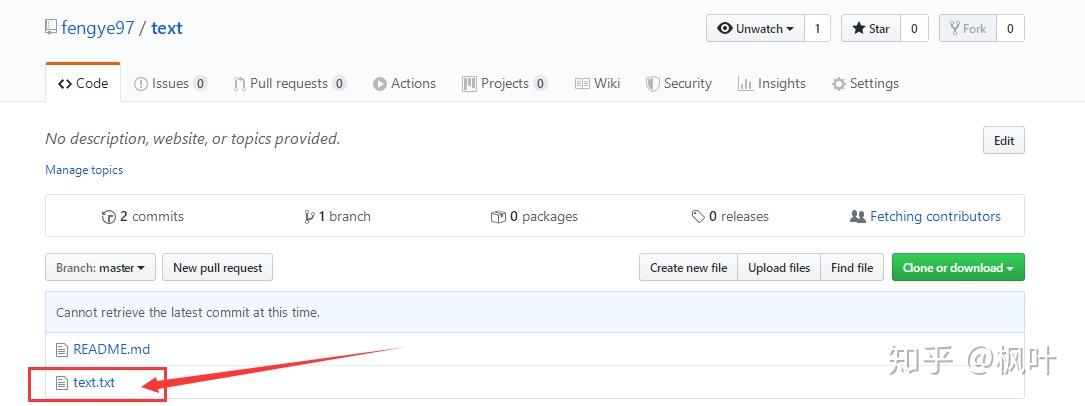 fengye97 / text
Unwatch 1 Star 0 Fork 0
Code Issues 0 Pull requests 0 Actions Projects 0 Wiki Security Insights Settings
No description, website, or topics provided. Edit
Manage topics
2 commits 1 branch 0 packages 0 releases Fetching contributors
Branch: master New pull request Create new file Upload files Find file Clone or download
Cannot retrieve the latest commit at this time.
README.md
text.txt
知乎 @枫叶